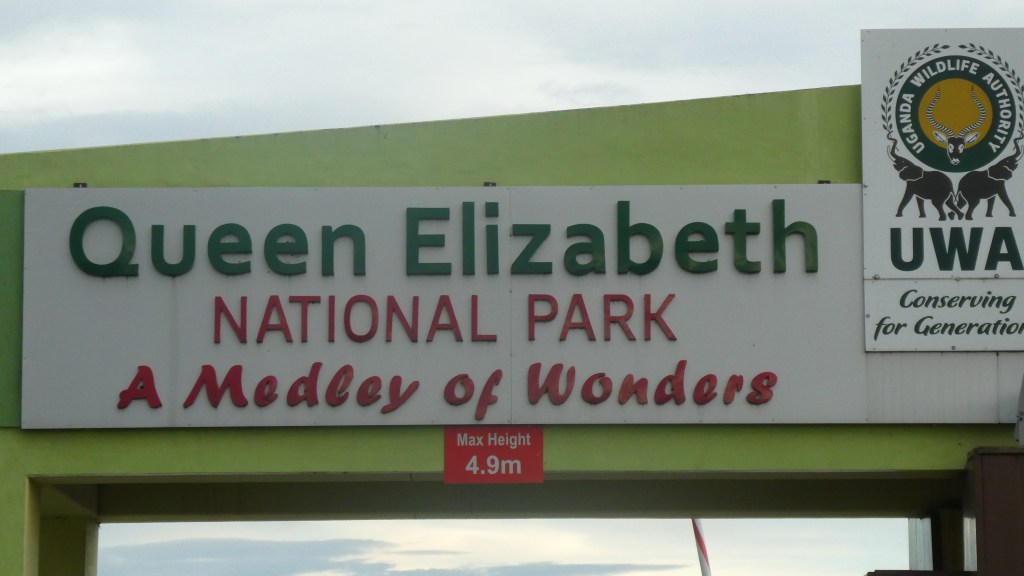 Queen Elizabeth
NATIONAL PARK
A Medley of Wonders
Max Height
4.9m
UGANDA WILDLIFE AUTHORITY
UWA
Conserving
for Generation